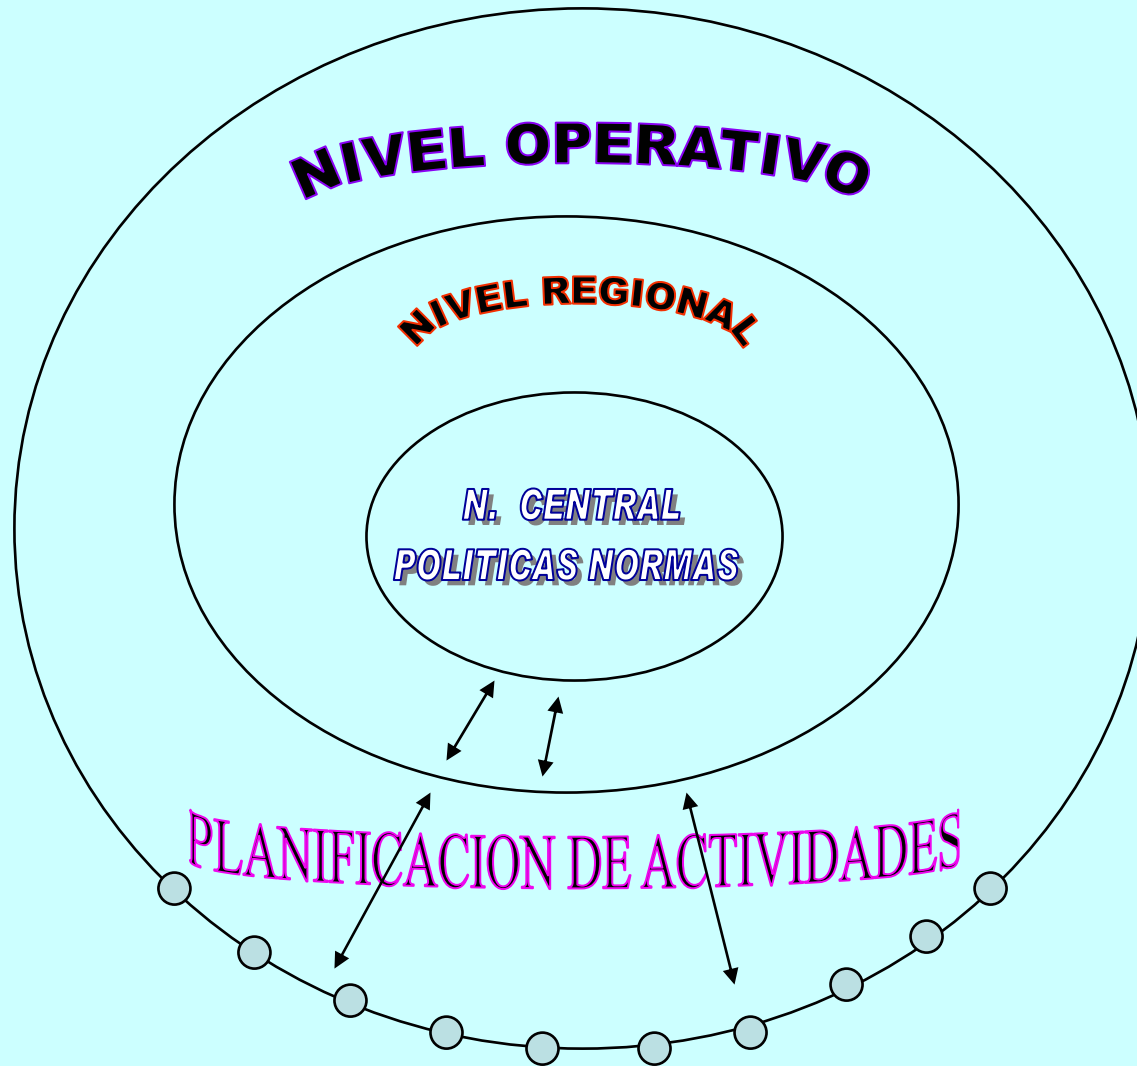 NIVEL OPERATIVO
NIVEL REGIONAL
N. CENTRAL
POLITICAS NORMAS
PLANIFICACION DE ACTIVIDADES